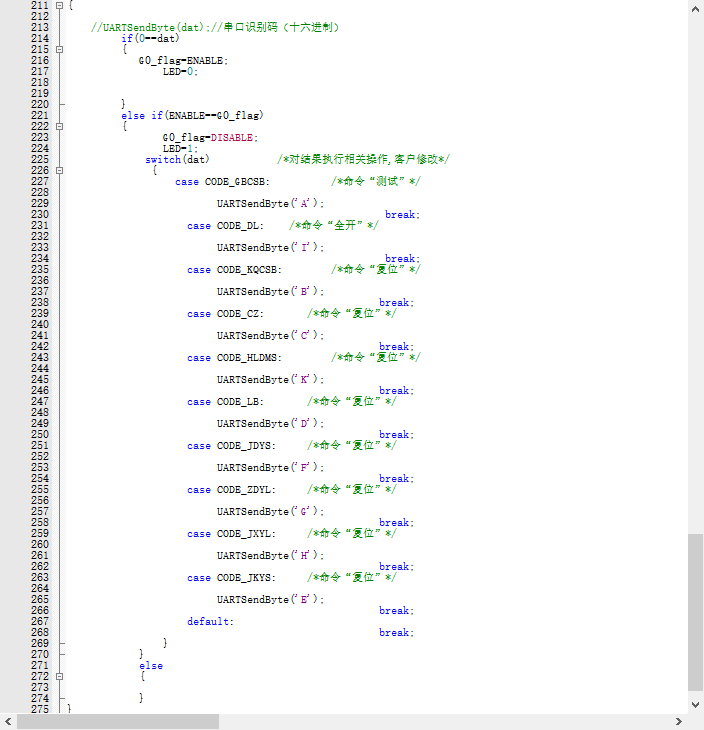 211 {
212
213 //UARTSendByte(dat);//串口识别码（十六进制）
214 if(0==dat)
215 {
216 G0_flag=ENABLE;
217 LED=0;
218
219
220 }
221 else if(ENABLE==G0_flag)
222 {
223 G0_flag=DISABLE;
224 LED=1;
225 switch(dat) /*对结果执行相关操作,客户修改*/
226 {
227 case CODE_GBCSB: /*命令“测试”*/
228
229 UARTSendByte('A');
230 break;
231 case CODE_DL: /*命令“全开”*/
232
233 UARTSendByte('I');
234 break;
235 case CODE_KQCSB: /*命令“复位”*/
236
237 UARTSendByte('B');
238 break;
239 case CODE_CZ: /*命令“复位”*/
240
241 UARTSendByte('C');
242 break;
243 case CODE_HLDMS: /*命令“复位”*/
244
245 UARTSendByte('K');
246 break;
247 case CODE_LB: /*命令“复位”*/
248
249 UARTSendByte('D');
250 break;
251 case CODE_JDYS: /*命令“复位”*/
252
253 UARTSendByte('F');
254 break;
255 case CODE_ZDYL: /*命令“复位”*/
256
257 UARTSendByte('G');
258 break;
259 case CODE_JXYL: /*命令“复位”*/
260
261 UARTSendByte('H');
262 break;
263 case CODE_JKYS: /*命令“复位”*/
264
265 UARTSendByte('E');
266 break;
267 default:
268 break;
269 }
270 }
271 else
272 {
273
274 }
275 }